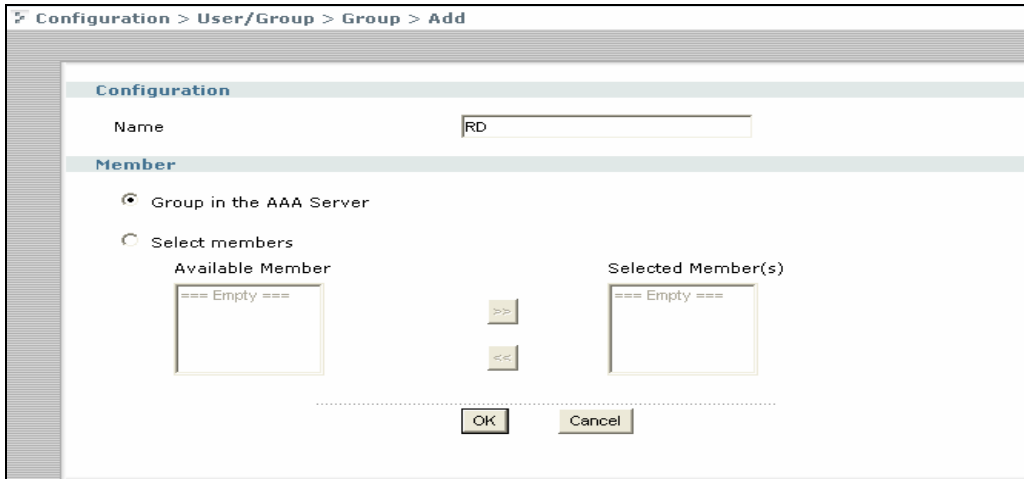 Configuration > User/Group > Group > Add
Configuration
Name RD
Member
Group in the AAA Server
Select members
Available Member Selected Member(s)
=== Empty === === Empty ===
>>
<<
OK Cancel